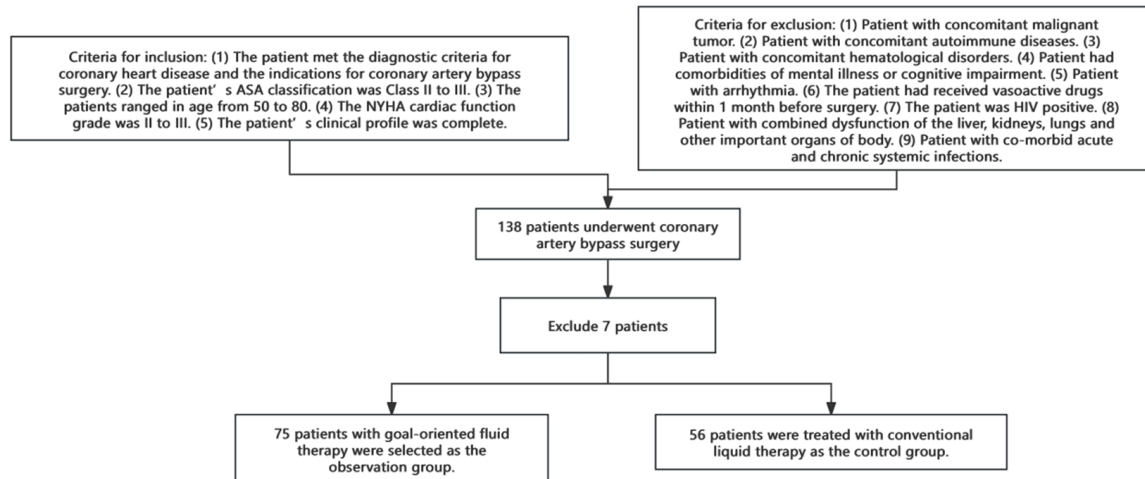 Criteria for inclusion: (1) The patient met the diagnostic criteria for
coronary heart disease and the indications for coronary artery bypass
surgery. (2) The patient's ASA classification was Class II to III. (3) The
patients ranged in age from 50 to 80. (4) The NYHA cardiac function
grade was II to III. (5) The patient's clinical profile was complete.
Criteria for exclusion: (1) Patient with concomitant malignant
tumor. (2) Patient with concomitant autoimmune diseases. (3)
Patient with concomitant hematological disorders. (4) Patient had
comorbidities of mental illness or cognitive impairment. (5) Patient
with arrhythmia. (6) The patient had received vasoactive drugs
within 1 month before surgery. (7) The patient was HIV positive. (8)
Patient with combined dysfunction of the liver, kidneys, lungs and
other important organs of body. (9) Patient with co-morbid acute
and chronic systemic infections.
138 patients underwent coronary
artery bypass surgery
Exclude 7 patients
75 patients with goal-oriented fluid
therapy were selected as the
observation group.
56 patients were treated with conventional
liquid therapy as the control group.